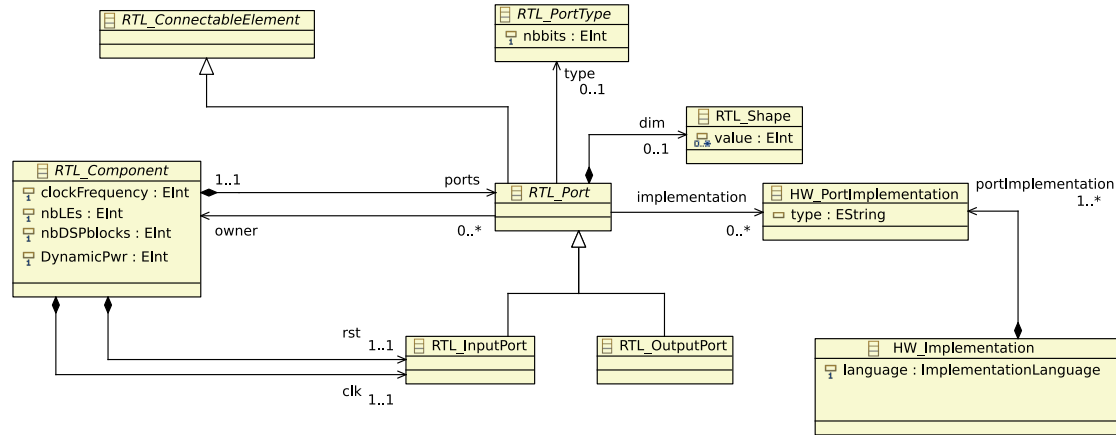 RTL_ConnectableElement
RTL_PortType
nbbits : EInt
type
0..1
RTL_Shape
value : EInt
0..*
dim
0..1
RTL_Component
clockFrequency : EInt
nbLEs : EInt
nbDSPblocks : EInt
DynamicPwr : EInt
1..1
ports
owner
0..*
RTL_Port
implementation
0..*
HW_PortImplementation
type : EString
portImplementation
1..*
rst
1..1
clk
1..1
RTL_InputPort
RTL_OutputPort
HW_Implementation
language : ImplementationLanguage